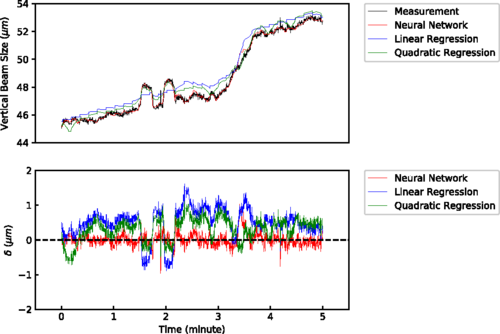 54
52
50
48
46
44
Vertical Beam Size (μm)
Measurement
Neural Network
Linear Regression
Quadratic Regression
2
1
0
−1
−2
δ (μm)
0 1 2 3 4 5
Time (minute)
Neural Network
Linear Regression
Quadratic Regression